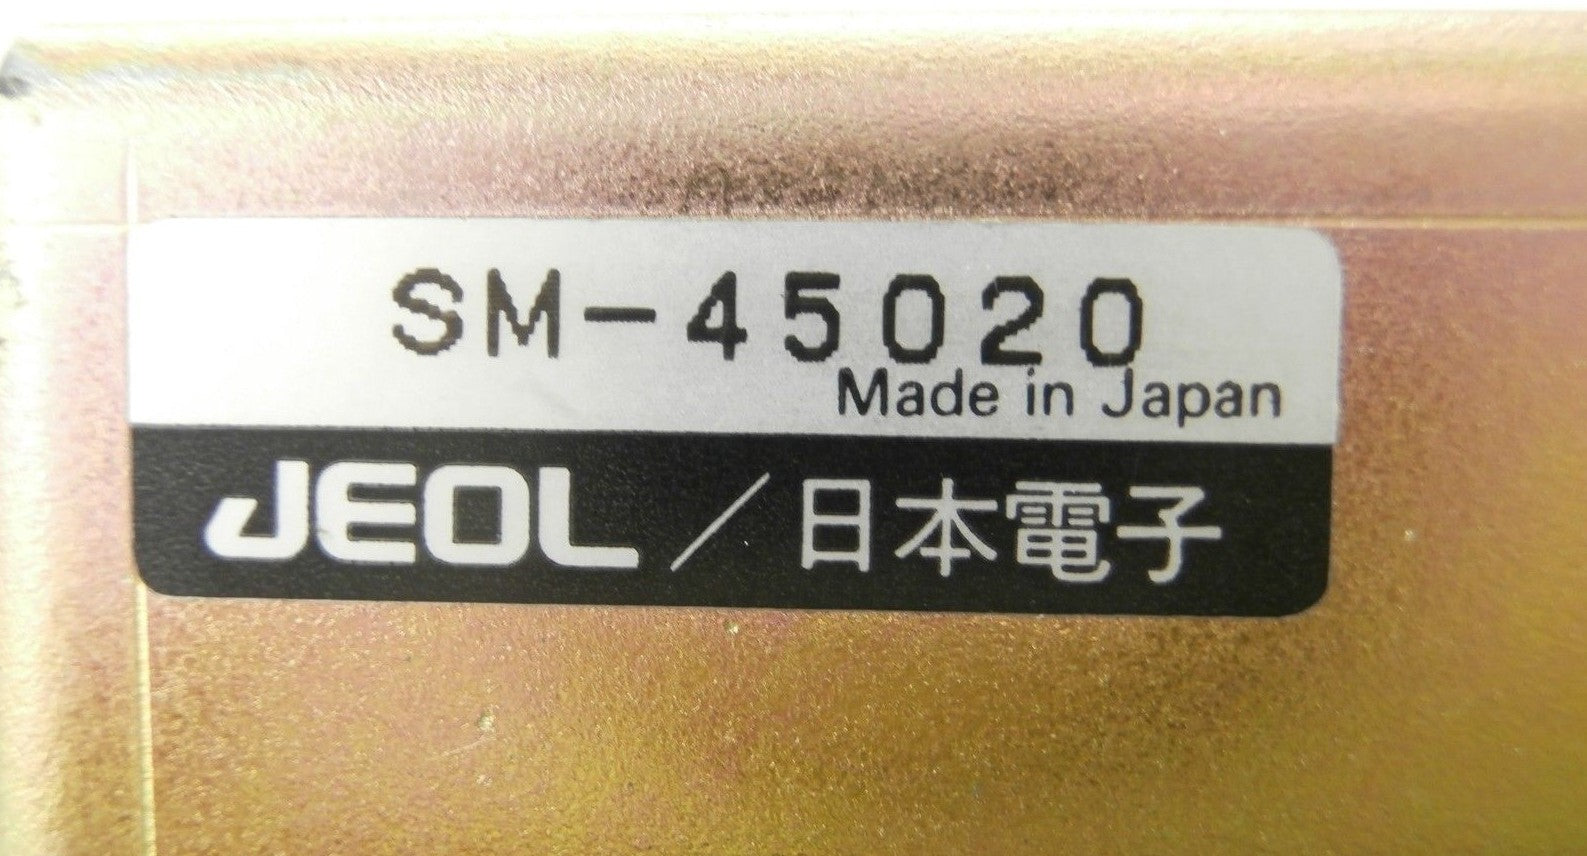 SM-45020
Made in Japan
JEOL/日本電子